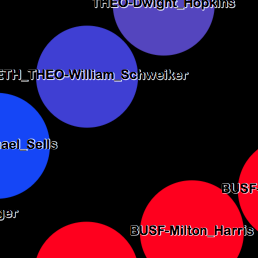 THEO-Dwight_Hopkins
ETH_THEO-William_Schweiker
ael_Sells
ger
BUSF-
BUSF-Milton_Harris